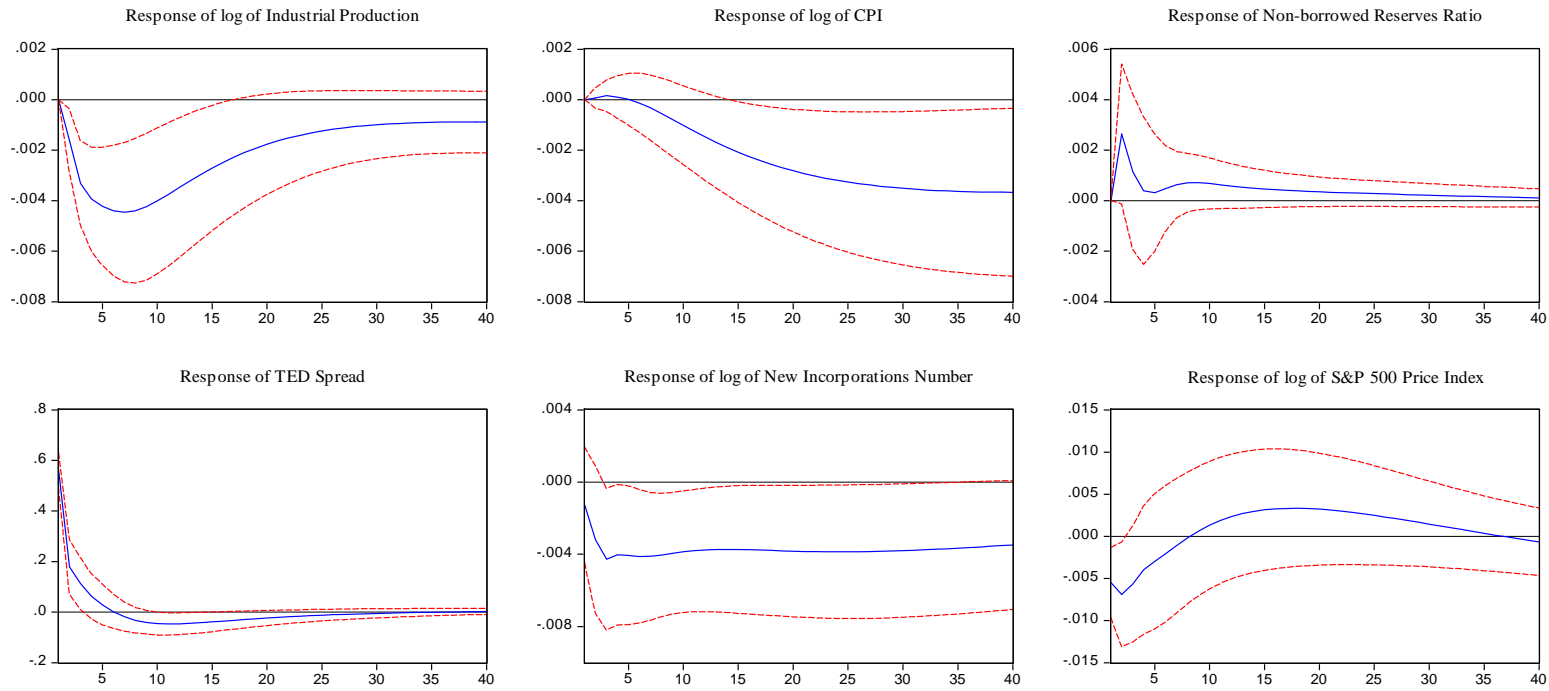 Response of log of Industrial Production
.002
.000
-.002
-.004
-.006
-.008
5 10 15 20 25 30 35 40
Response of log of CPI
.002
.000
-.002
-.004
-.006
-.008
5 10 15 20 25 30 35 40
Response of Non-borrowed Reserves Ratio
.006
.004
.002
.000
-.002
-.004
5 10 15 20 25 30 35 40
Response of TED Spread
.8
.6
.4
.2
.0
-.2
5 10 15 20 25 30 35 40
Response of log of New Incorporations Number
.004
.000
-.004
-.008
5 10 15 20 25 30 35 40
Response of log of S&P 500 Price Index
.015
.010
.005
.000
-.005
-.010
-.015
5 10 15 20 25 30 35 40